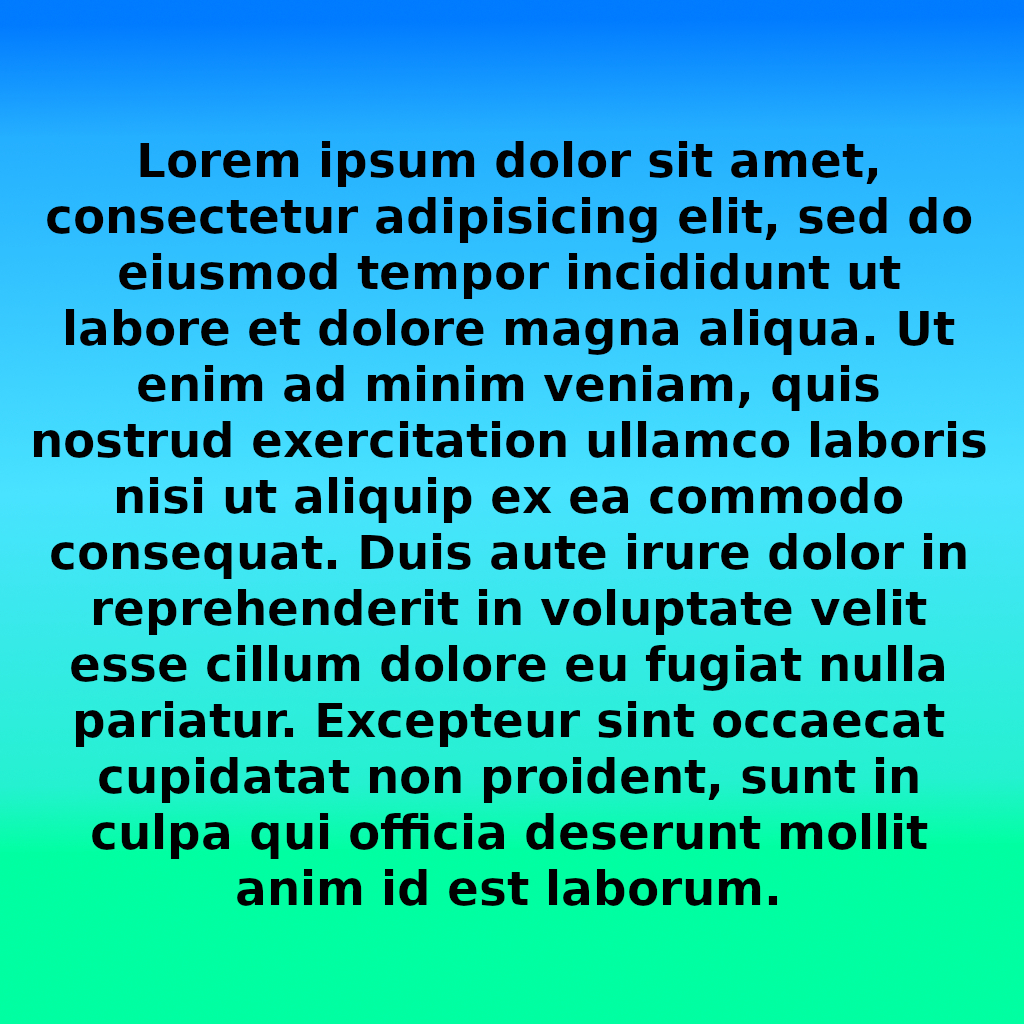 Lorem ipsum dolor sit amet,
consectetur adipisicing elit, sed do
eiusmod tempor incididunt ut
labore et dolore magna aliqua. Ut
enim ad minim veniam, quis
nostrud exercitation ullamco laboris
nisi ut aliquip ex ea commodo
consequat. Duis aute irure dolor in
reprehenderit in voluptate velit
esse cillum dolore eu fugiat nulla
pariatur. Excepteur sint occaecat
cupidatat non proident, sunt in
culpa qui officia deserunt mollit
anim id est laborum.